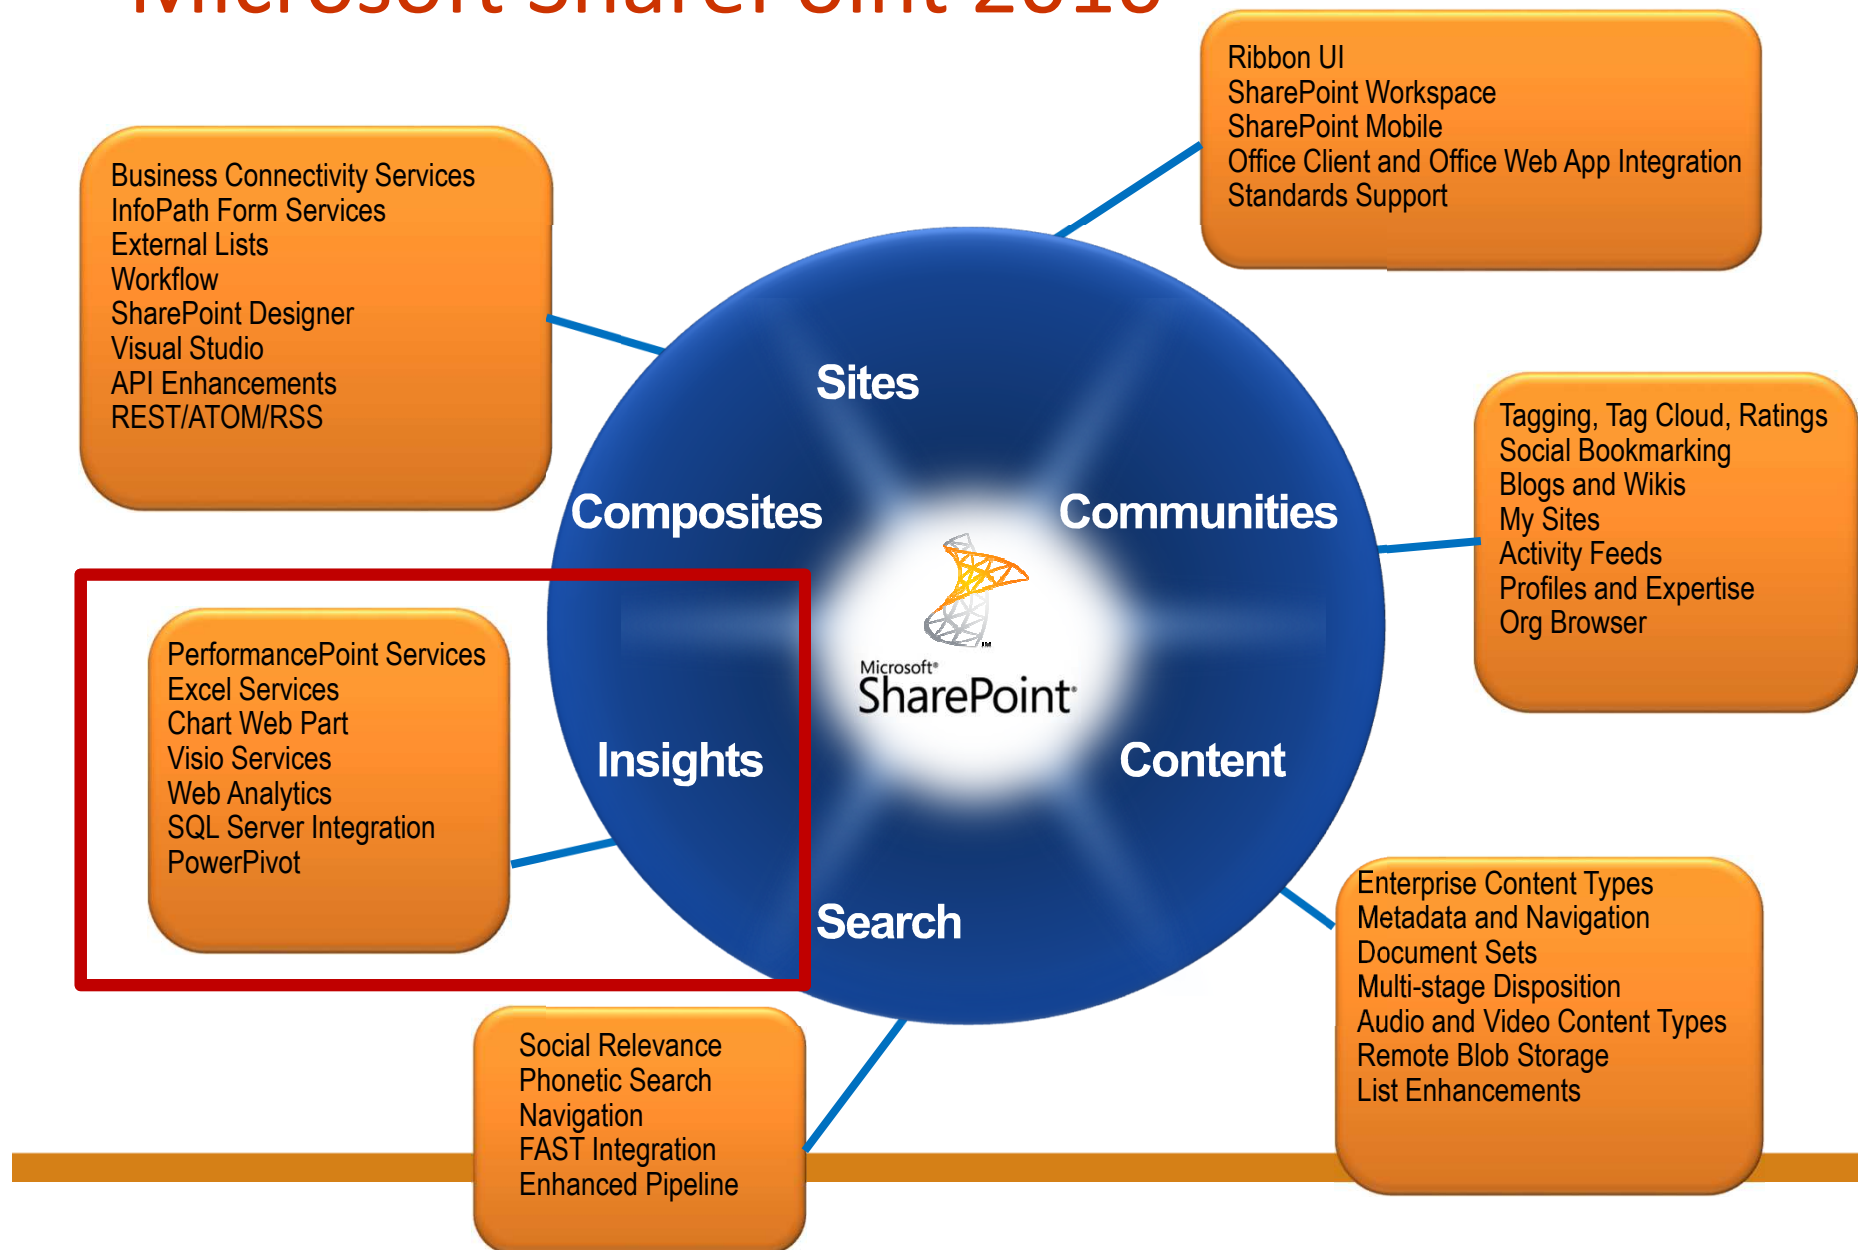 Microsoft SharePoint 2010
Ribbon UI
SharePoint Workspace
SharePoint Mobile
Office Client and Office Web App Integration
Standards Support
Business Connectivity Services
InfoPath Form Services
External Lists
Workflow
SharePoint Designer
Visual Studio
API Enhancements
REST/ATOM/RSS
Sites
Composites
Communities
Tagging, Tag Cloud, Ratings
Social Bookmarking
Blogs and Wikis
My Sites
Activity Feeds
Profiles and Expertise
Org Browser
TM
Microsoft®
SharePoint®
PerformancePoint Services
Excel Services
Chart Web Part
Visio Services
Web Analytics
SQL Server Integration
PowerPivot
Insights
Content
Search
Enterprise Content Types
Metadata and Navigation
Document Sets
Multi-stage Disposition
Audio and Video Content Types
Remote Blob Storage
List Enhancements
Social Relevance
Phonetic Search
Navigation
FAST Integration
Enhanced Pipeline